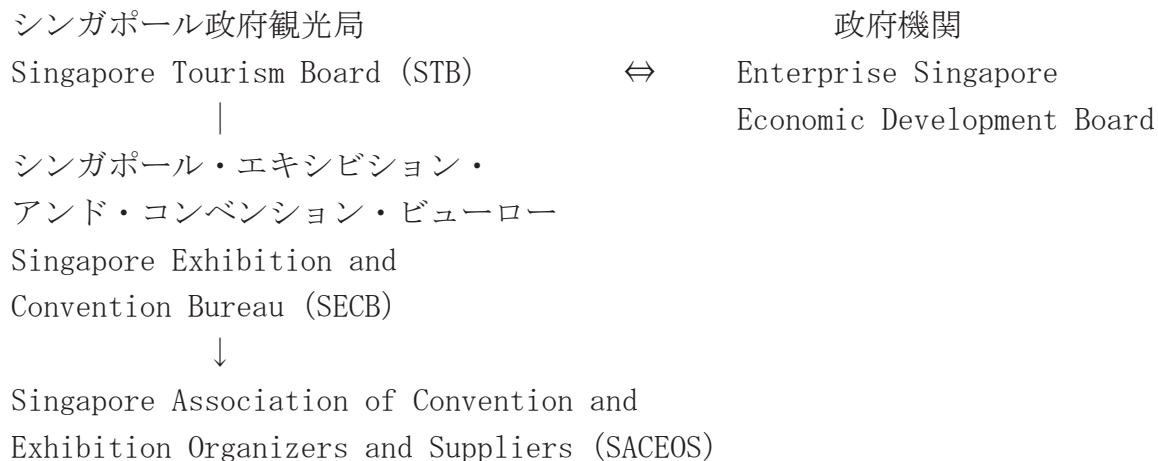 シンガポール政府観光局 政府機関
Singapore Tourism Board (STB) ⇔ Enterprise Singapore
| Economic Development Board
シンガポール・エキシビション・
アンド・コンベンション・ビューロー
Singapore Exhibition and
Convention Bureau (SECB)
↓
Singapore Association of Convention and
Exhibition Organizers and Suppliers (SACEOS)